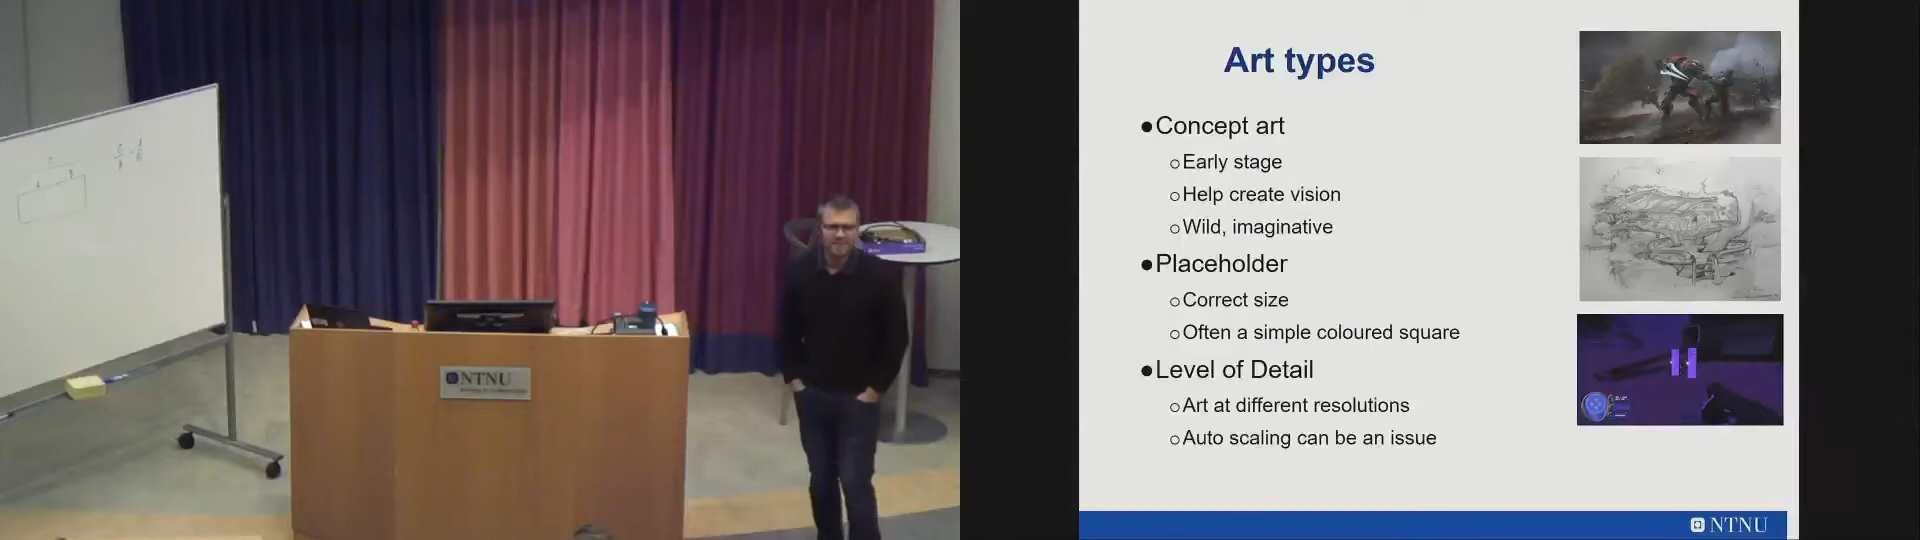 NTNU
Art types
●Concept art
○Early stage
○Help create vision
○Wild, imaginative
●Placeholder
○Correct size
○Often a simple coloured square
●Level of Detail
○Art at different resolutions
○Auto scaling can be an issue
NTNU